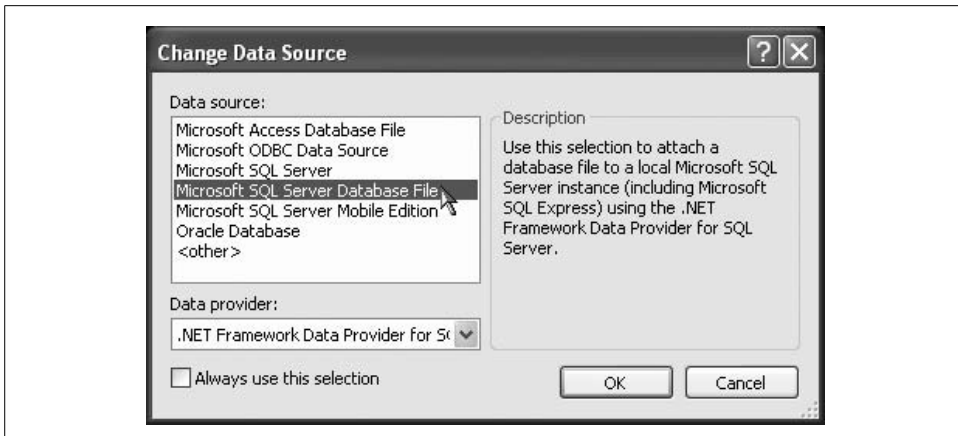 Change Data Source
Data source:
Microsoft Access Database File
Microsoft ODBC Data Source
Microsoft SQL Server
Microsoft SQL Server Database File
Microsoft SQL Server Mobile Edition
Oracle Database
<other>
Data provider:
.NET Framework Data Provider for S
Always use this selection
Description
Use this selection to attach a
database file to a local Microsoft SQL
Server instance (including Microsoft
SQL Express) using the .NET
Framework Data Provider for SQL
Server.
OK
Cancel